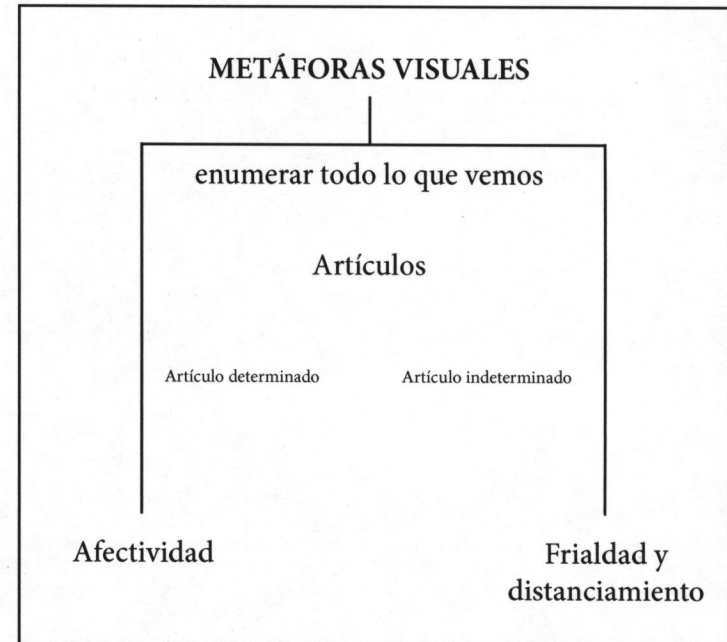 METÁFORAS VISUALES
enumerar todo lo que vemos
Artículos
Artículo determinado Artículo indeterminado
Afectividad
Frialdad y
distanciamiento